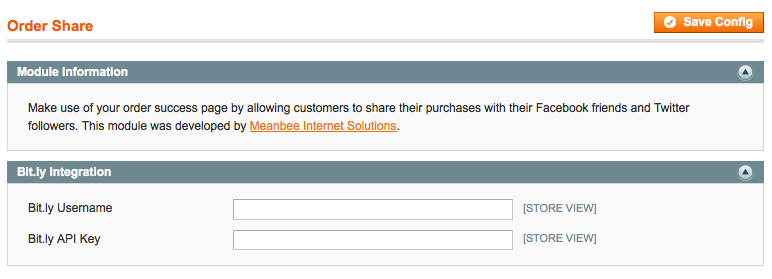 Order Share
Save Config
Module Information
Make use of your order success page by allowing customers to share their purchases with their Facebook friends and Twitter
followers. This module was developed by Meanbee Internet Solutions.
Bit.ly Integration
Bit.ly Username [STORE VIEW]
Bit.ly API Key [STORE VIEW]